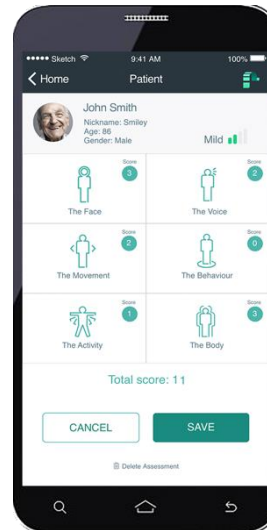 Sketch 9:41 AM 100%
Home Patient
John Smith
Nickname: Smiley
Age: 86
Gender: Male
Mild
Score
3
The Face
Score
2
The Voice
Score
2
The Movement
Score
0
The Behaviour
Score
1
The Activity
Score
3
The Body
Total score: 11
CANCEL SAVE
Delete Assessment